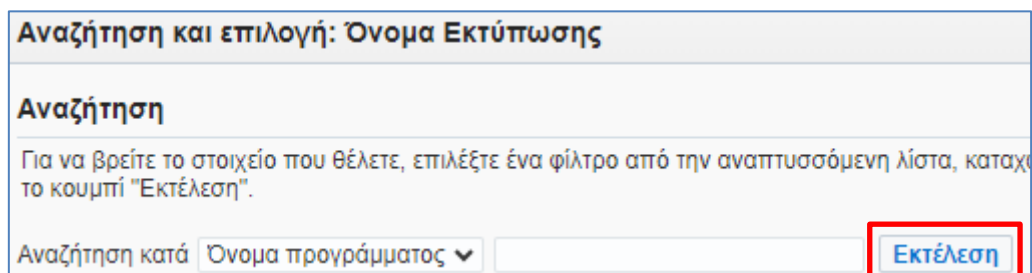 Αναζήτηση και επιλογή: Όνομα Εκτύπωσης
Αναζήτηση
Για να βρείτε το στοιχείο που θέλετε, επιλέξτε ένα φίλτρο από την αναπτυσσόμενη λίστα,
το κουμπί "Εκτέλεση".
Αναζήτηση κατά Όνομα προγράμματος Εκτέλεση